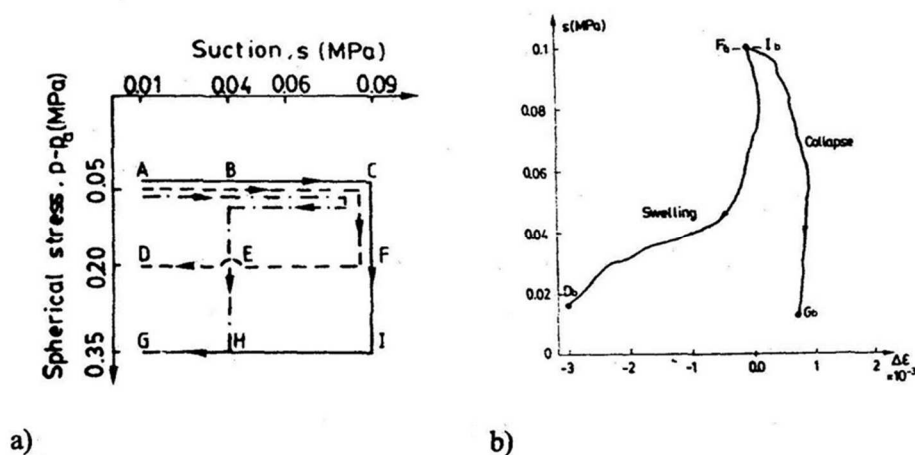 Suction, s (MPa)
0.01 0.04 0.06 0.09
Spherical stress, p-pa (MPa)
0.05
0.20
0.35
A B C
D E F
G H I
a)
s (MPa)
0.1
0.08
0.06
0.04
0.02
0
Fb Ib
Collapse
Swelling
Db
Gb
-3 -2 -1 0.0 1 2
Δε
×10⁻³
b)